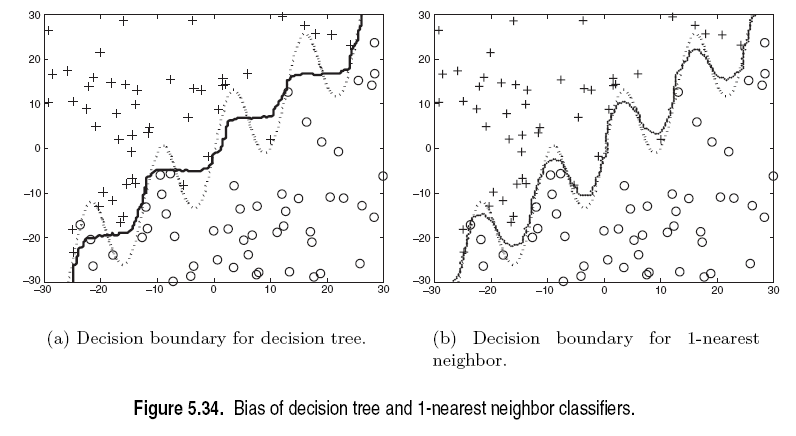 30
20
10
0
−10
−20
−30
−30 −20 −10 0 10 20 30
30
20
10
0
−10
−20
−30
−30 −20 −10 0 10 20 30
(a) Decision boundary for decision tree.
(b) Decision boundary for 1-nearest
neighbor.
Figure 5.34. Bias of decision tree and 1-nearest neighbor classifiers.